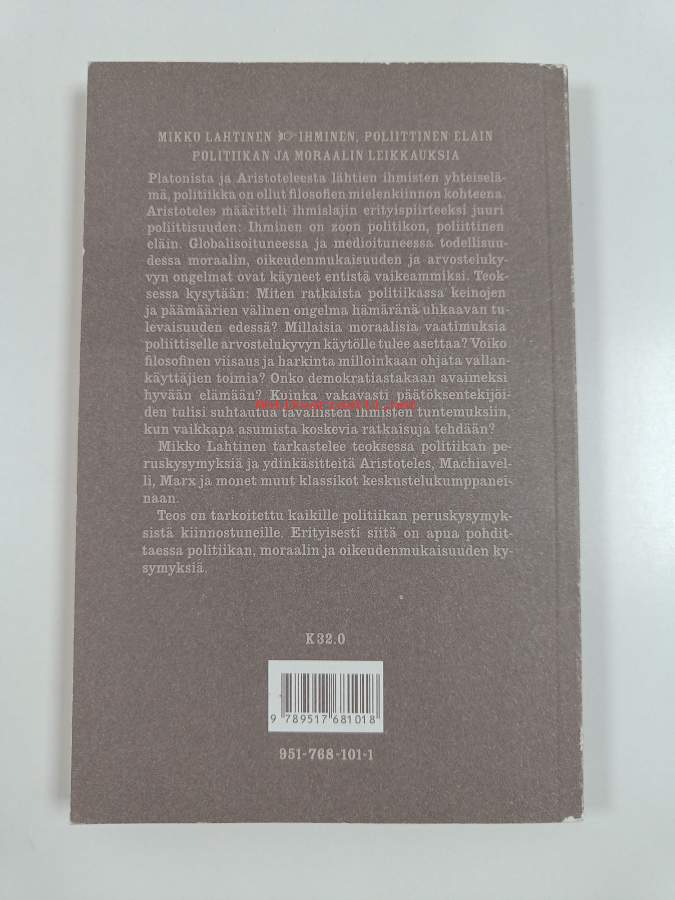 MIKKO LAHTINEN IHMINEN, POLIITTINEN ELÄIN
POLITIIKAN JA MORAALIN LEIKKAUKSIA
Platonista ja Aristoteleesta lähtien ihmisten yhteiselä-
mä, politiikka on ollut filosofien mielenkiinnon kohteena.
Aristoteles määritteli ihmislajin erityispiirteeksi juuri
poliittisuuden: Ihminen on zoon politikon, poliittinen
eläin. Globalisoituneessa ja medioituneessa todellisuu-
dessa moraalin, oikeudenmukaisuuden ja arvosteluky-
vyn ongelmat ovat käyneet entistä vaikeammiksi. Teok-
sessa kysytään: Miten ratkaista politiikassa keinojen
ja päämäärien välinen ongelma hämäränä uhkaavan tu-
levaisuuden edessä? Millaisia moraalisia vaatimuksia
poliittiselle arvostelukyvyn käytölle tulee asettaa? Voiko
filosofinen viisaus ja harkinta milloinkaan ohjata vallan-
käyttäjien toimia? Onko demokratiastakaan avaimeksi
hyvään elämään? Kuinka vakavasti päätöksentekijöi-
den tulisi suhtautua tavallisten ihmisten tuntemuksiin,
kun vaikkapa asumista koskevia ratkaisuja tehdään?
Mikko Lahtinen tarkastelee teoksessa politiikan pe-
ruskysymyksiä ja ydinkäsitteitä Aristoteles, Machiavel-
li, Marx ja monet muut klassikot keskustelukumppanei-
naan.
Teos on tarkoitettu kaikille politiikan peruskysymyk-
sistä kiinnostuneille. Erityisesti siitä on apua pohdit-
taessa politiikan, moraalin ja oikeudenmukaisuuden ky-
symyksiä.
K 32.0
9 789517 681018
951-768-101-1